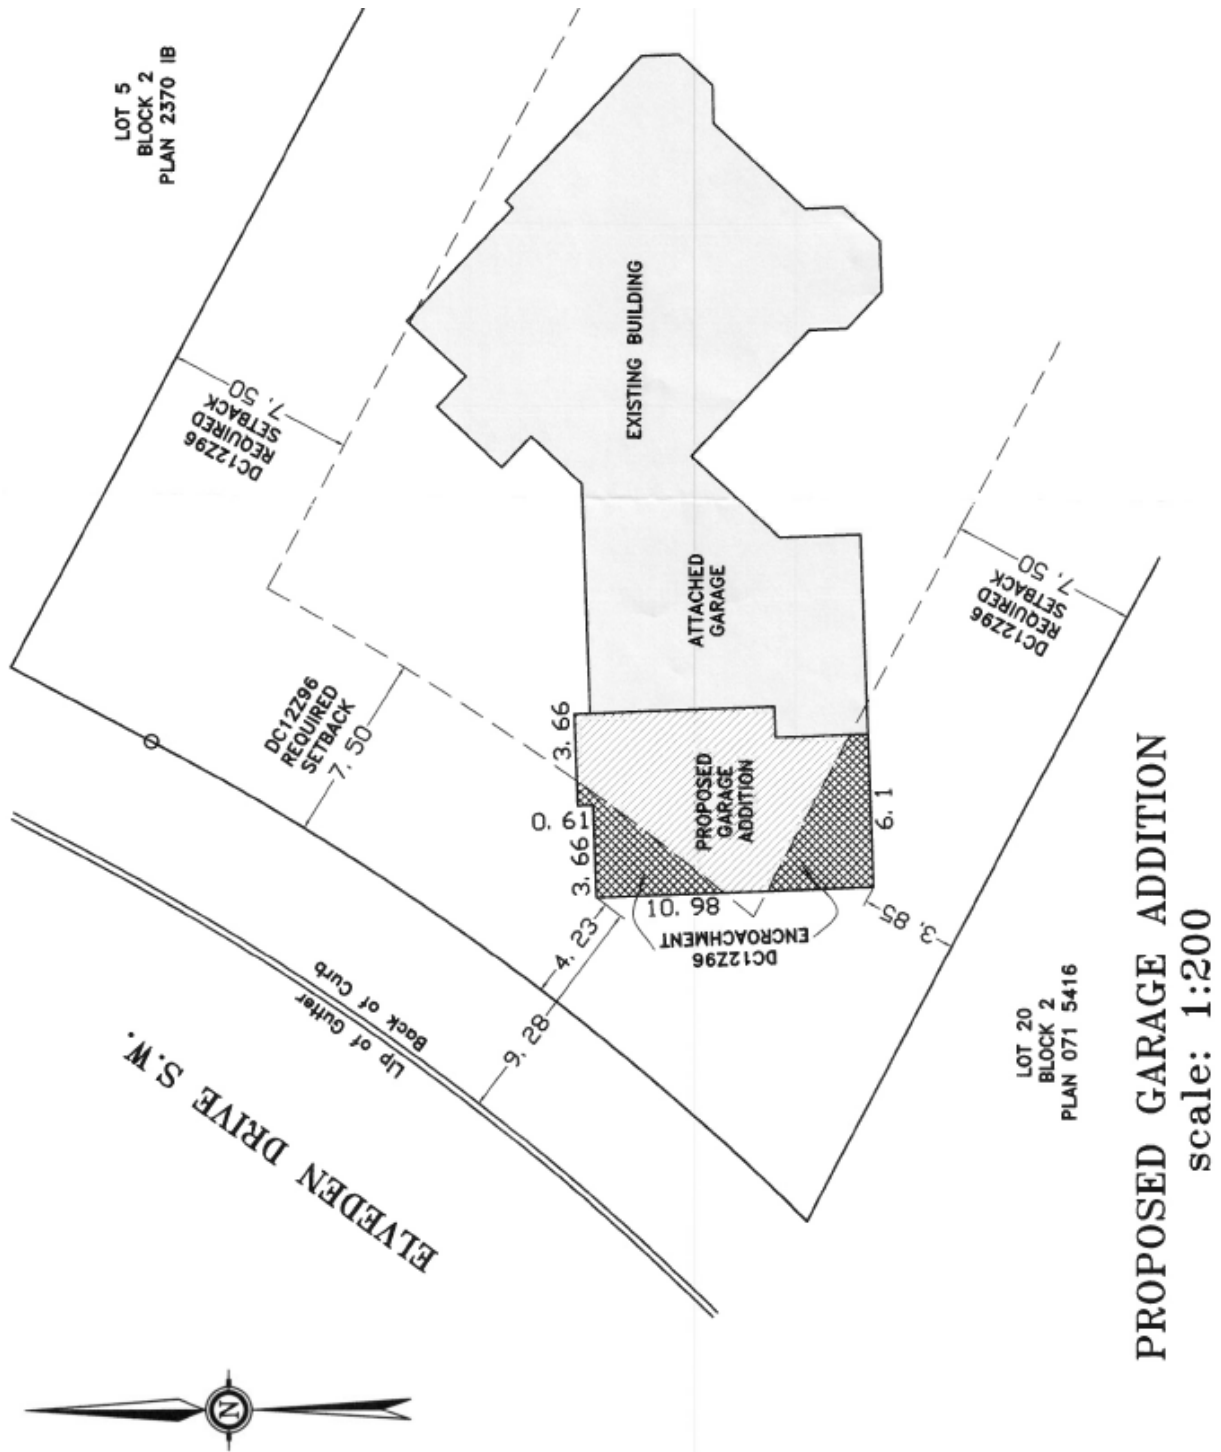 LOT 5
BLOCK 2
PLAN 2370 IB
DC12Z96
REQUIRED
SETBACK
7.50
EXISTING BUILDING
ATTACHED
GARAGE
DC12Z96
REQUIRED
SETBACK
7.50
DC12Z96
REQUIRED
SETBACK
7.50
3.66
0.61
3.66
PROPOSED
GARAGE
ADDITION
6.1
10.98
DC12Z96
ENCROACHMENT
4.23
9.28
3.85
Back of Curb
Lip of Gutter
ELVEDEN DRIVE S.W.
LOT 20
BLOCK 2
PLAN 071 5416
N
PROPOSED GARAGE ADDITION
scale: 1:200